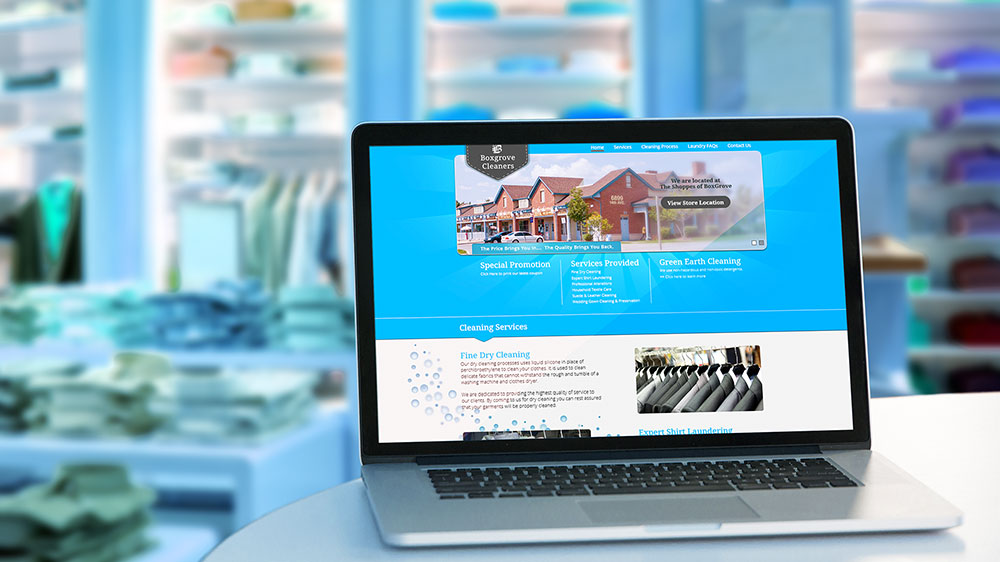 Boxgrove
Cleaners
Home Services Cleaning Process Laundry FAQs Contact Us
We are located at
The Shoppes of BoxGrove
View Store Location
6899
The Price Brings You In... The Quality Brings You Back.
Special Promotion
Click here to print our latest coupon
Services Provided
Fine Dry Cleaning
Expert Shirt Laundering
Professional Alterations
Household Textile Care
Suede & Leather Cleaning
Wedding Gown Cleaning & Preservation
Green Earth Cleaning
We use non-hazardous and non-toxic detergents
>> Click here to learn more
Cleaning Services
Fine Dry Cleaning
Our dry cleaning processes uses liquid silicone in place of
perchloroethylene to clean your clothes. It is used to clean
delicate fabrics that cannot withstand the rough and tumble of a
washing machine and clothes dryer.
We are dedicated to providing the highest quality of service to
our clients. By coming to us for dry cleaning you can rest assured
that your garments will be properly cleaned.
Expert Shirt Laundering